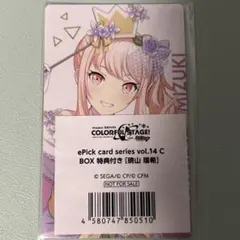 MIZUKI
COLORFUL STAGE!
ePick card series vol.14 C
BOX 特典付き [暁山 瑞希]
© SEGA/© CP/© CFM
NOT FOR SALE
4 580747 850510